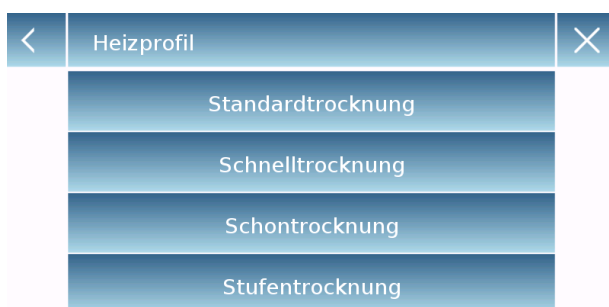 Heizprofil
Standardtrocknung
Schnelltrocknung
Schontrocknung
Stufentrocknung